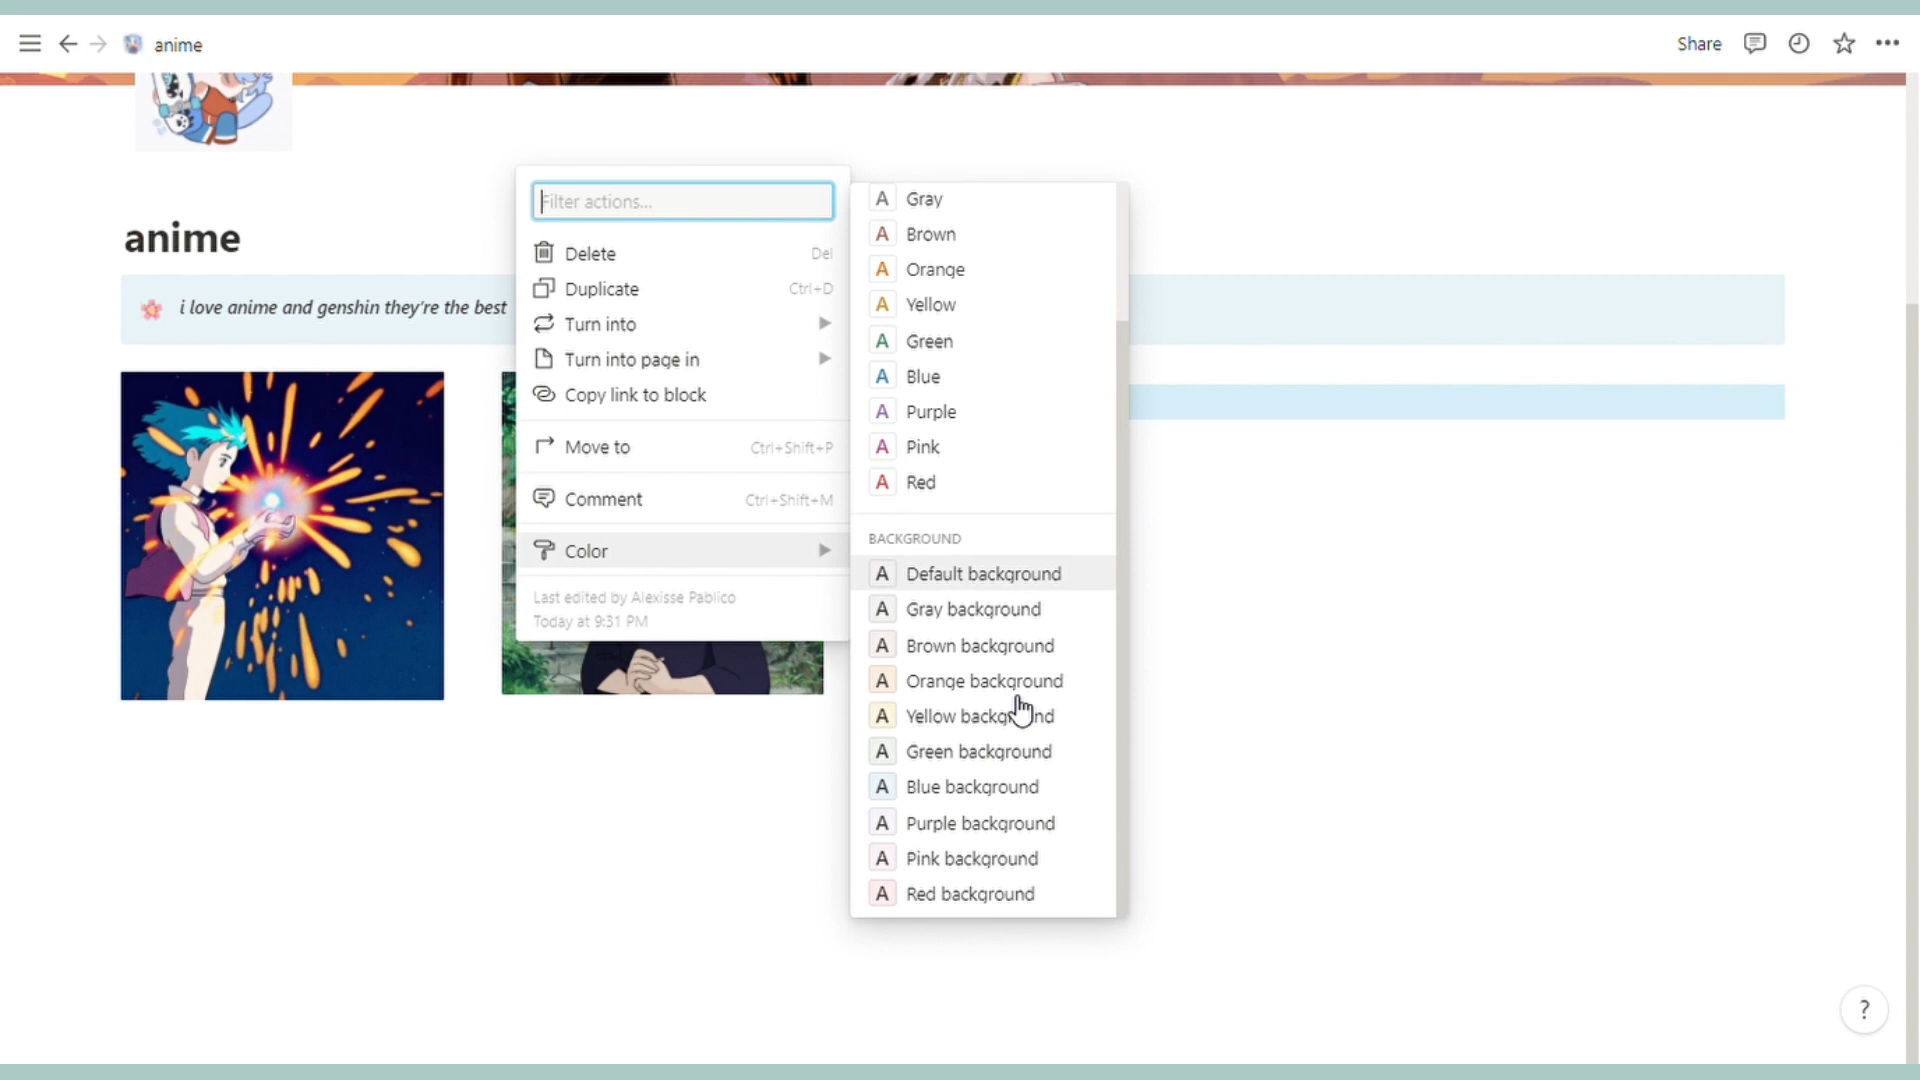 anime
Share
anime
i love anime and genshin they're the best
Filter actions...
Delete Del
Duplicate Ctrl+D
Turn into
Turn into page in
Copy link to block
Move to Ctrl+Shift+P
Comment Ctrl+Shift+M
Color
Last edited by Alexisse Pablico
Today at 9:31 PM
A Gray
A Brown
A Orange
A Yellow
A Green
A Blue
A Purple
A Pink
A Red
BACKGROUND
A Default background
A Gray background
A Brown background
A Orange background
A Yellow background
A Green background
A Blue background
A Purple background
A Pink background
A Red background
?